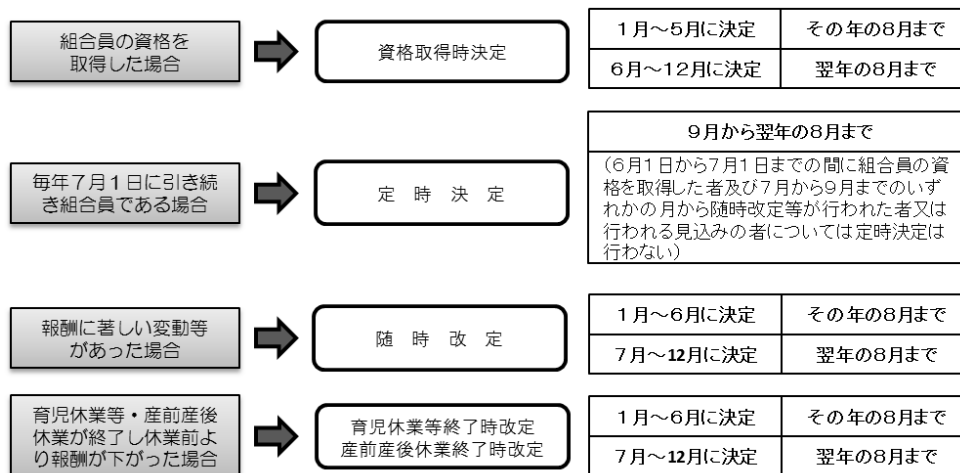 組合員の資格を
取得した場合
資格取得時決定
1月～5月に決定 その年の8月まで
6月～12月に決定 翌年の8月まで
毎年7月1日に引き続
き組合員である場合
定 時 決 定
9月から翌年の8月まで
(6月1日から7月1日までの間に組合員の資
格を取得した者及び7月から9月までのいず
れかの月から随時改定等が行われた者又は
行われる見込みの者については定時決定は
行わない)
報酬に著しい変動等
があった場合
随 時 改 定
1月～6月に決定 その年の8月まで
7月～12月に決定 翌年の8月まで
育児休業等・産前産後
休業が終了し休業前よ
り報酬が下がった場合
育児休業等終了時改定
産前産後休業終了時改定
1月～6月に決定 その年の8月まで
7月～12月に決定 翌年の8月まで